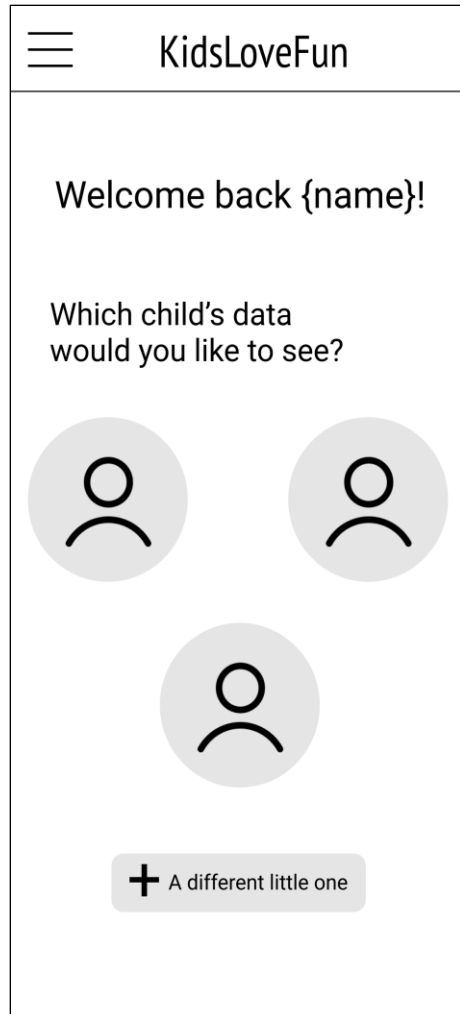 KidsLoveFun
Welcome back {name}!
Which child’s data
would you like to see?
A different little one